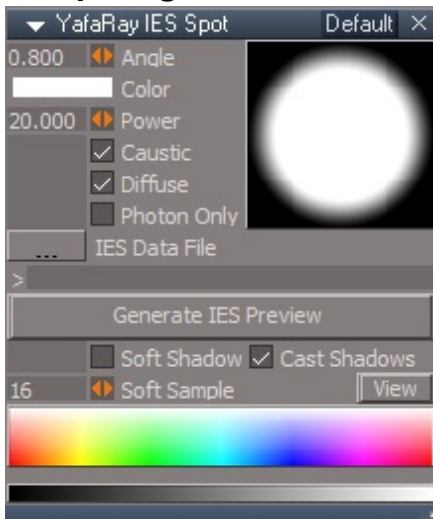 YafaRay IES Spot Default ×
0.800 Angle
Color
20.000 Power
Caustic
Diffuse
Photon Only
... IES Data File
>
Generate IES Preview
Soft Shadow Cast Shadows
16 Soft Sample View